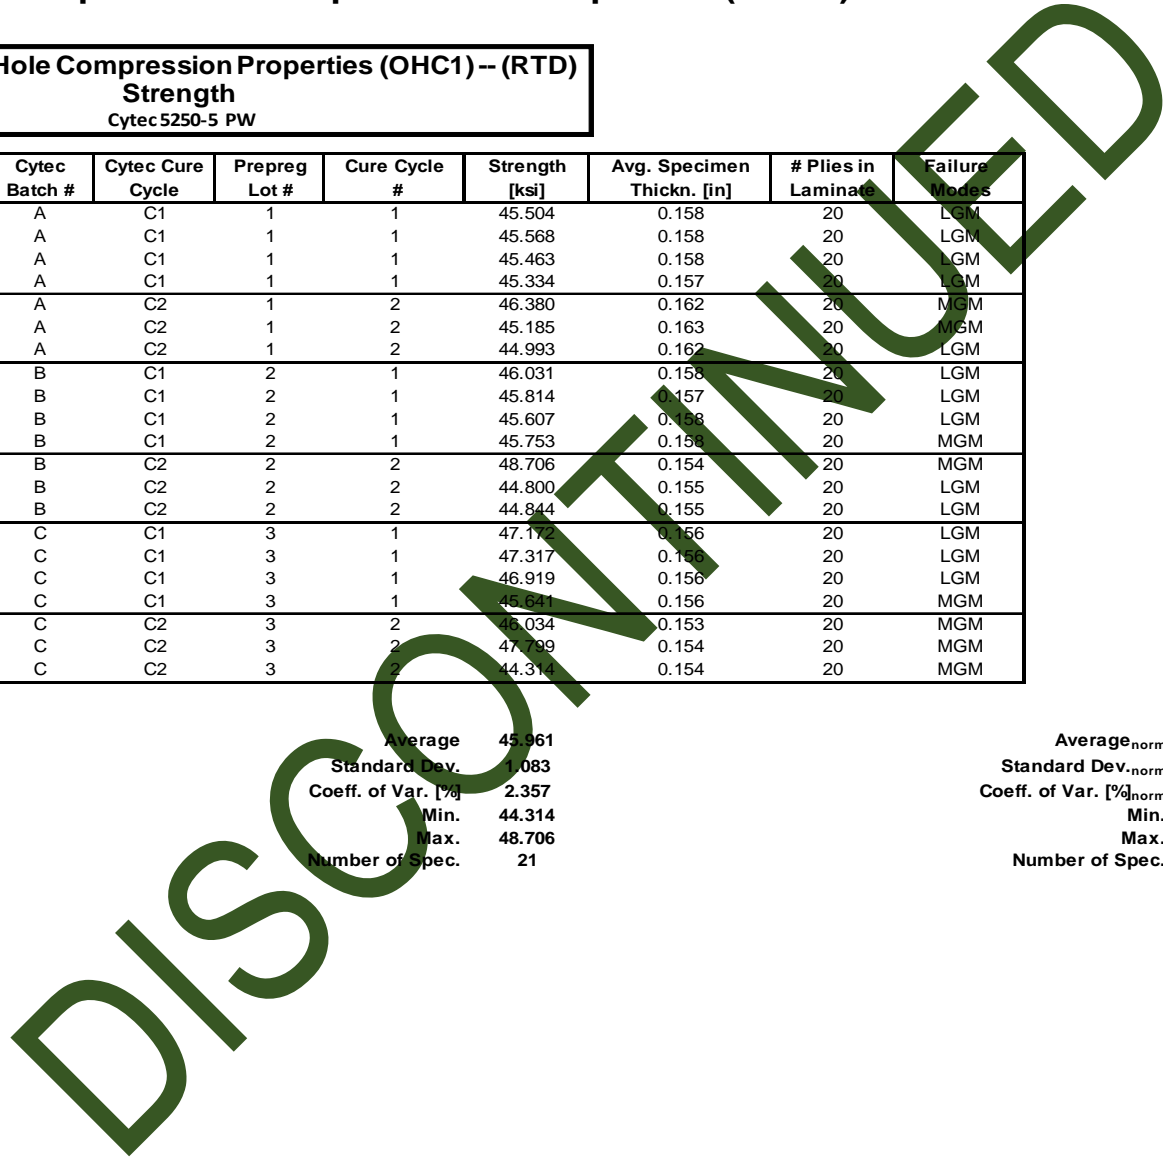 Hole Compression Properties (OHC1) -- (RTD)
Strength
Cytec 5250-5 PW
Cytec Cytec Cure Prepreg Cure Cycle Strength Avg. Specimen # Plies in Failure
Batch # Cycle Lot # # [ksi] Thickn. [in] Laminate Modes
A C1 1 1 45.504 0.158 20 LGM
A C1 1 1 45.568 0.158 20 LGM
A C1 1 1 45.463 0.158 20 LGM
A C1 1 1 45.334 0.157 20 LGM
A C2 1 2 46.380 0.162 20 MGM
A C2 1 2 45.185 0.163 20 MGM
A C2 1 2 44.993 0.162 20 LGM
B C1 2 1 46.031 0.158 20 LGM
B C1 2 1 45.814 0.157 20 LGM
B C1 2 1 45.607 0.158 20 LGM
B C1 2 1 45.753 0.158 20 MGM
B C2 2 2 48.706 0.154 20 MGM
B C2 2 2 44.800 0.155 20 LGM
B C2 2 2 44.844 0.155 20 LGM
C C1 3 1 47.172 0.156 20 LGM
C C1 3 1 47.317 0.156 20 LGM
C C1 3 1 46.919 0.156 20 LGM
C C1 3 1 45.641 0.156 20 MGM
C C2 3 2 46.034 0.153 20 MGM
C C2 3 2 47.799 0.154 20 MGM
C C2 3 2 44.314 0.154 20 MGM
Average 45.961 Average norm
Standard Dev. 1.083 Standard Dev. norm
Coeff. of Var. [%] 2.357 Coeff. of Var. [%] norm
Min. 44.314 Min.
Max. 48.706 Max.
Number of Spec. 21 Number of Spec.
DISCONTINUED